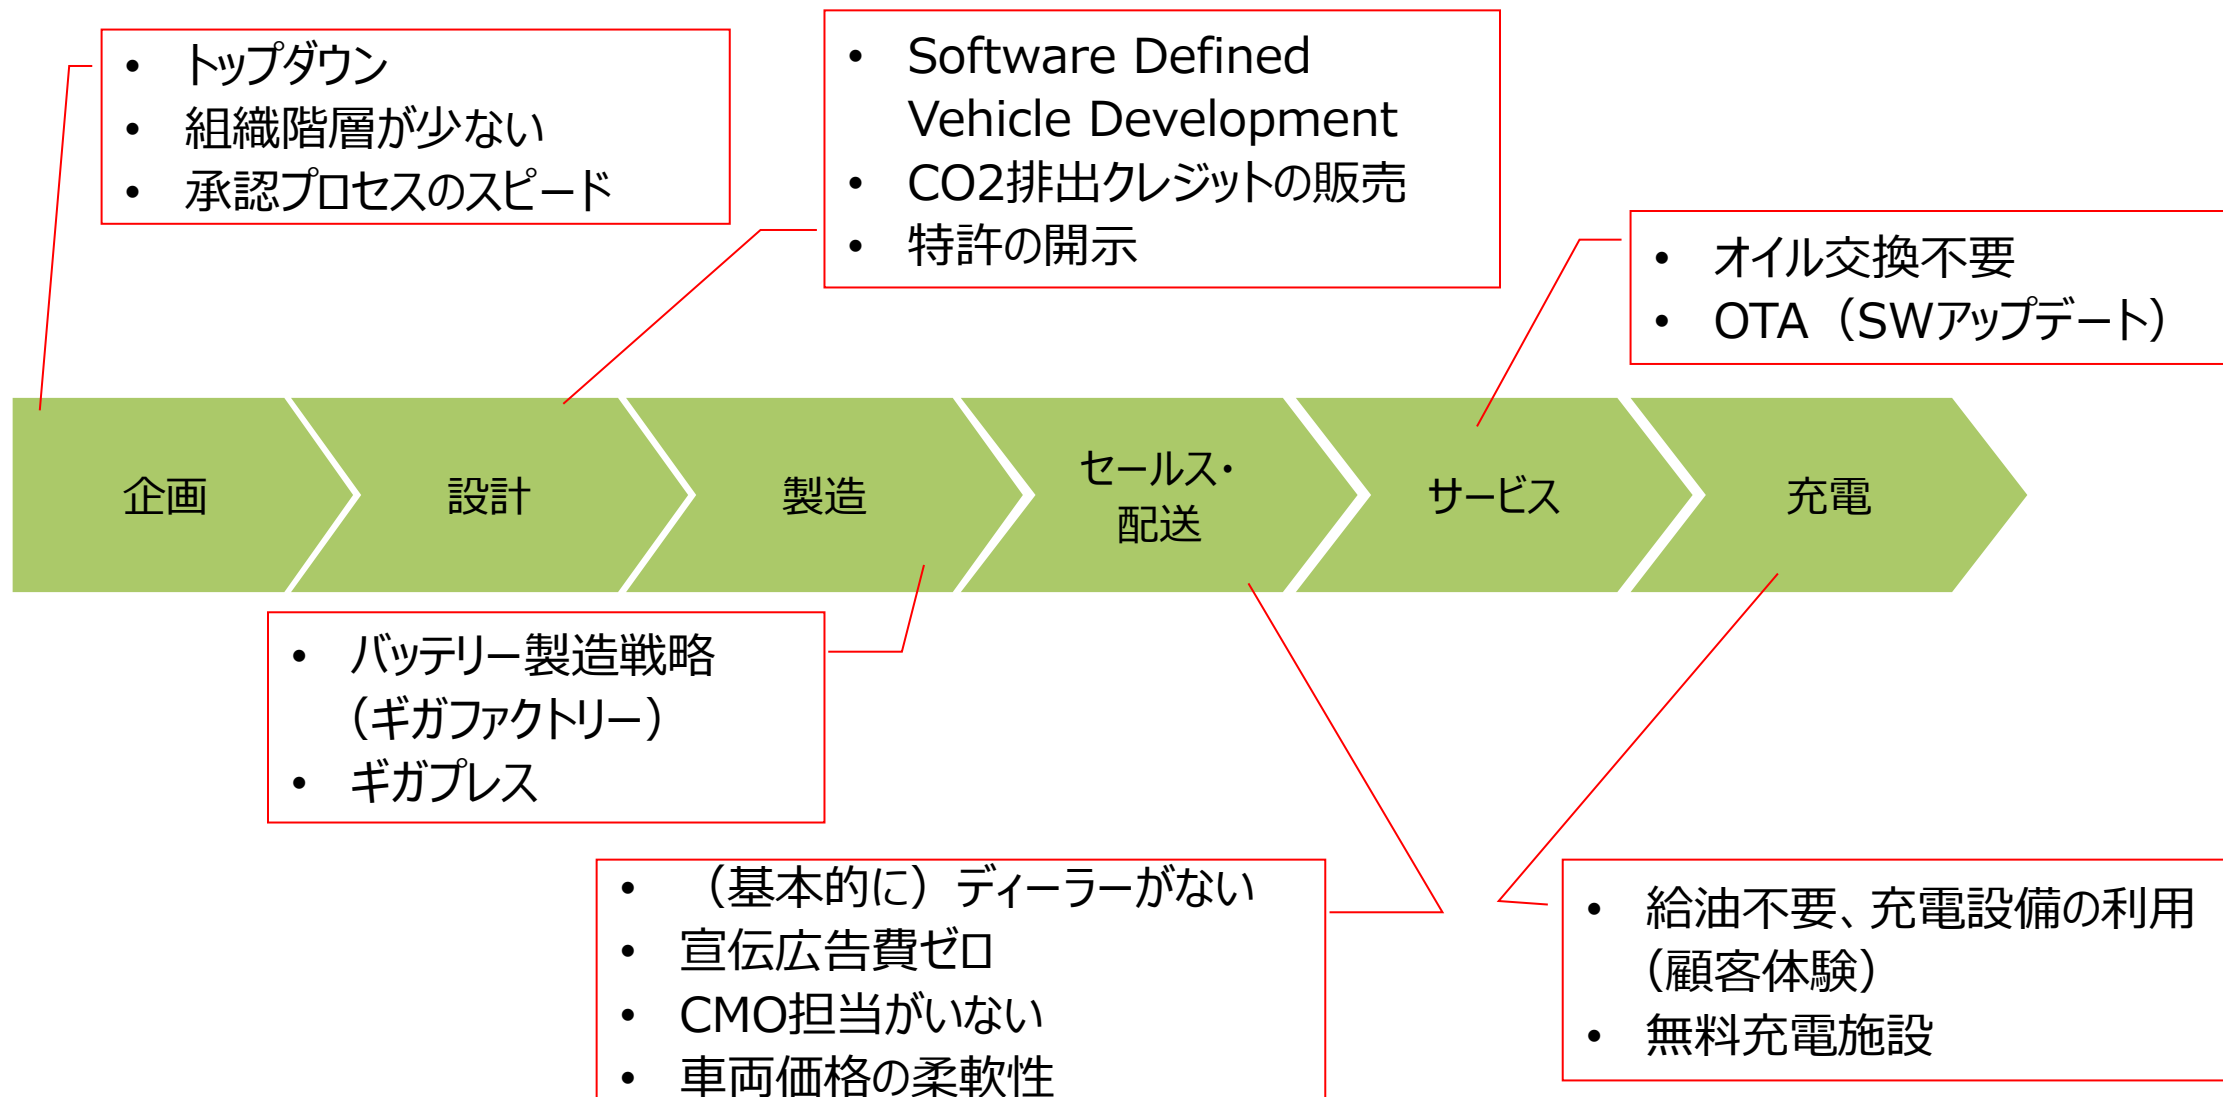 • トップダウン
• 組織階層が少ない
• 承認プロセスのスピード
• Software Defined
Vehicle Development
• CO2排出クレジットの販売
• 特許の開示
• オイル交換不要
• OTA（SWアップデート）
企画
設計
製造
セールス・
配送
サービス
充電
• バッテリー製造戦略
（ギガファクトリー）
• ギガプレス
• （基本的に）ディーラーがない
• 宣伝広告費ゼロ
• CMO担当がいない
• 車両価格の柔軟性
• 給油不要、充電設備の利用
（顧客体験）
• 無料充電施設